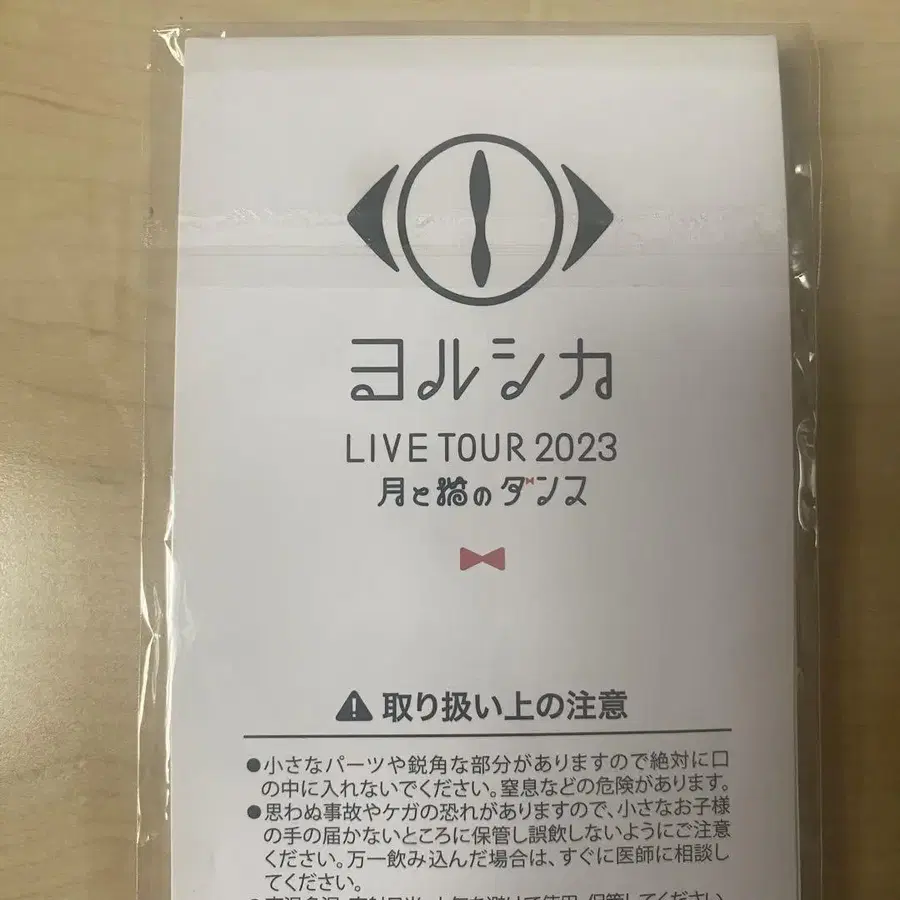 ヨルシカ
LIVE TOUR 2023
月と猫のダンス
取り扱い上の注意
●小さなパーツや鋭角な部分がありますので絶対に口
の中に入れないでください。窒息などの危険があります。
●思わぬ事故やケガの恐れがありますので、小さなお子様
の手の届かないところに保管し誤飲しないようにご注意
ください。万一飲み込んだ場合は、すぐに医師に相談し
てください。